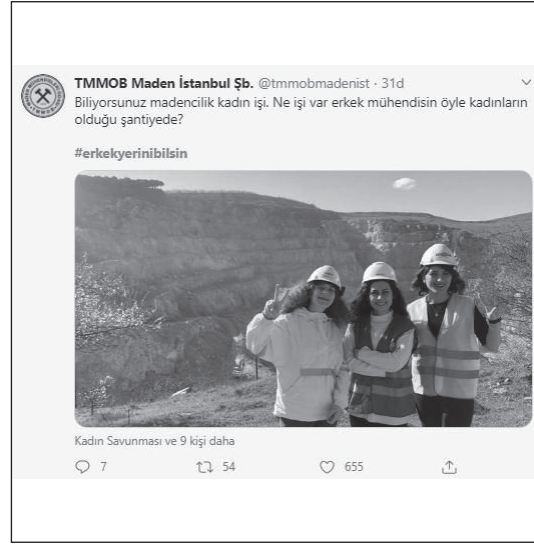 TMMOB Maden İstanbul Şb. @tmmobmadenist · 31d
Biliyorsunuz madencilik kadın işi. Ne işi var erkek mühendisin öyle kadınların
olduğu şantiyede?
#erkekyerinibilsin
Kadın Savunması ve 9 kişi daha
7 54 655